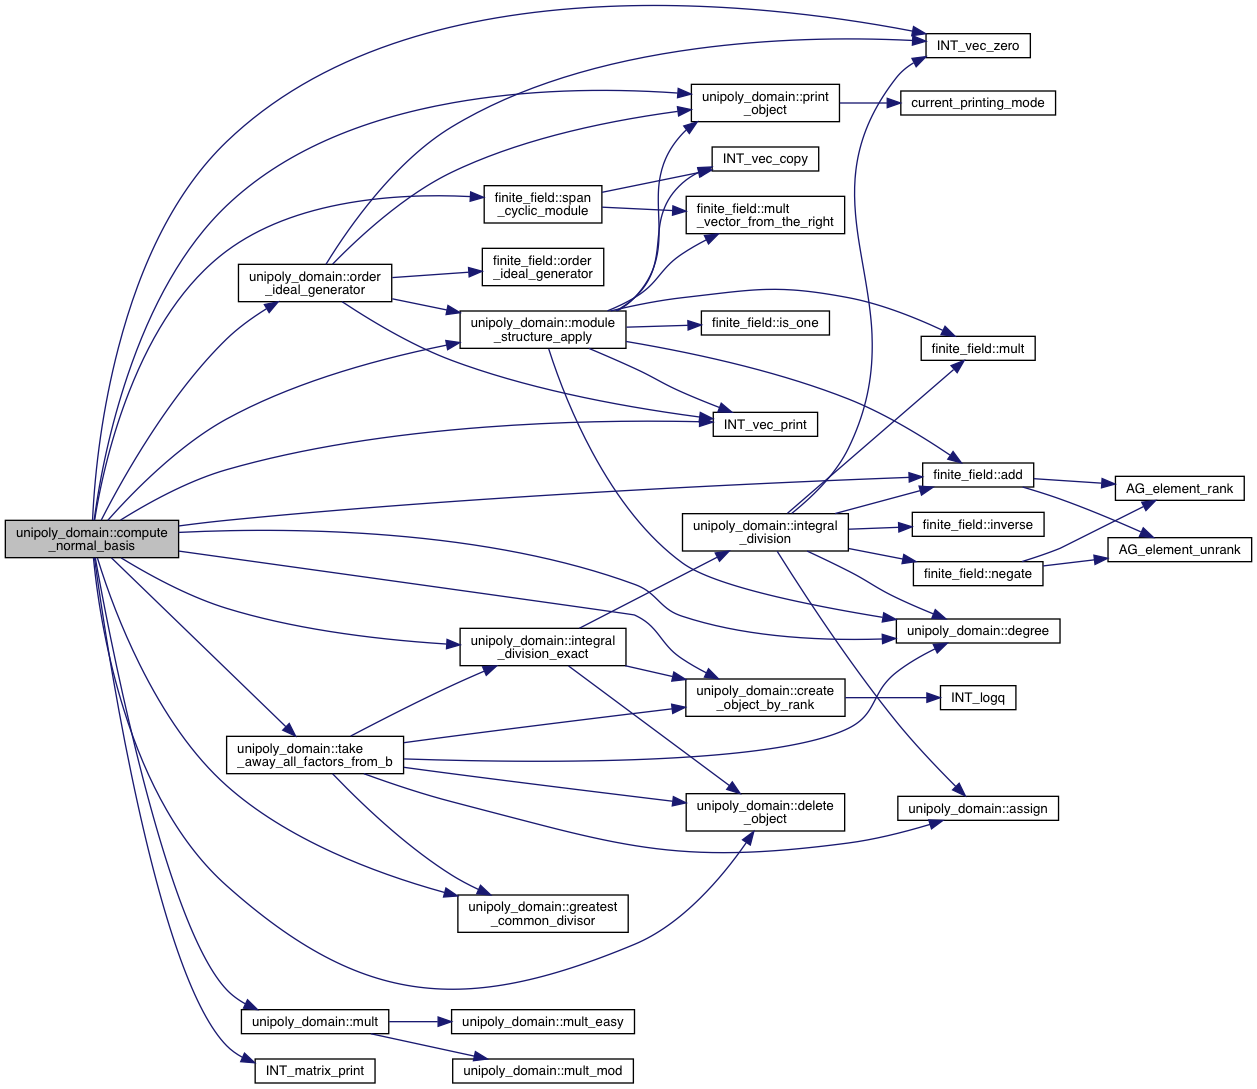 INT_vec_zero
unipoly_domain::print
_object
current_printing_mode
INT_vec_copy
finite_field::span
_cyclic_module
finite_field::mult
_vector_from_the_right
finite_field::order
_ideal_generator
unipoly_domain::order
_ideal_generator
unipoly_domain::module
_structure_apply
finite_field::is_one
finite_field::mult
INT_vec_print
finite_field::add
AG_element_rank
unipoly_domain::compute
_normal_basis
unipoly_domain::integral
_division
finite_field::inverse
AG_element_unrank
finite_field::negate
unipoly_domain::degree
unipoly_domain::integral
_division_exact
unipoly_domain::create
_object_by_rank
INT_logq
unipoly_domain::take
_away_all_factors_from_b
unipoly_domain::delete
_object
unipoly_domain::assign
unipoly_domain::greatest
_common_divisor
unipoly_domain::mult
unipoly_domain::mult_easy
INT_matrix_print
unipoly_domain::mult_mod